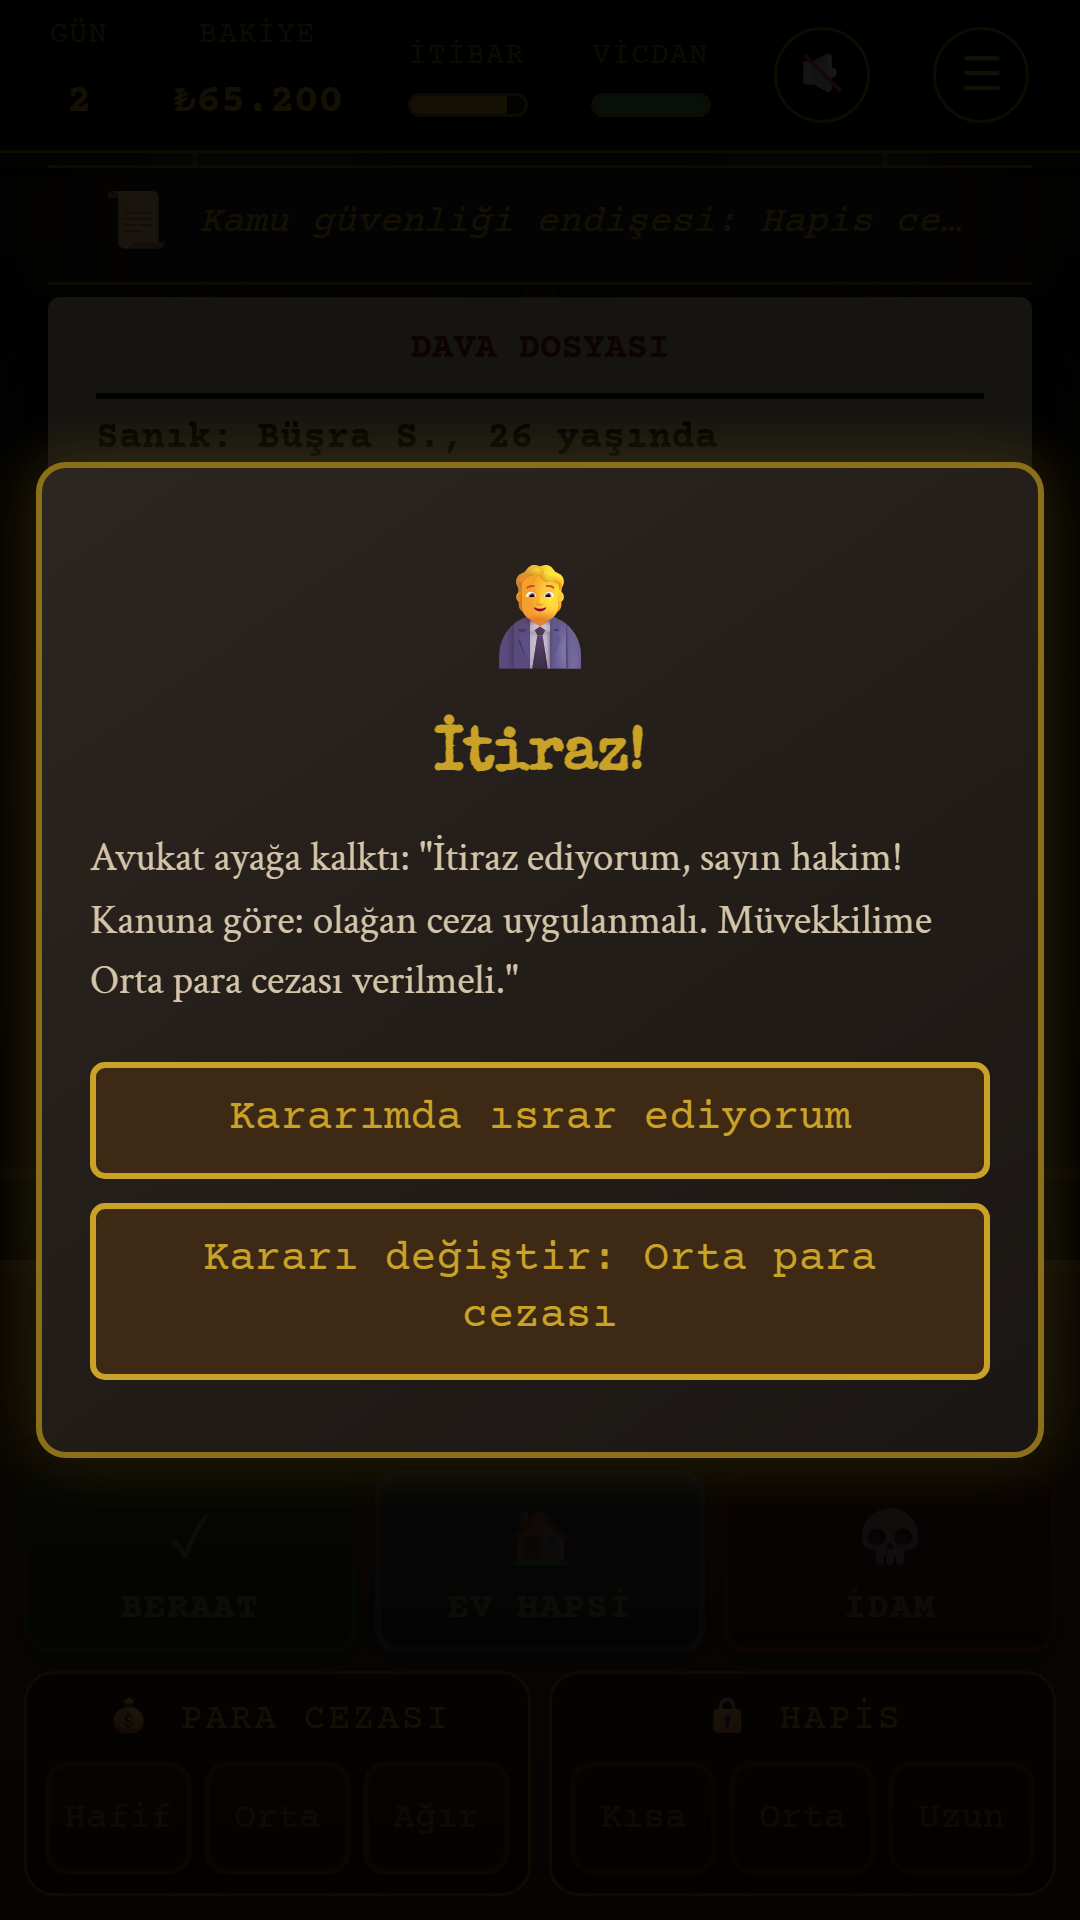 GÜN
BAKİYE
İTİBAR
VİCDAN
2
₺65.200
Kamu güvenliği endişesi: Hapis ce…
DAVA DOSYASI
Sanık: Büşra S., 26 yaşında
İtiraz!
Avukat ayağa kalktı: "İtiraz ediyorum, sayın hakim!
Kanuna göre: olağan ceza uygulanmalı. Müvekkilime
Orta para cezası verilmeli."
Kararımda ısrar ediyorum
Kararı değiştir: Orta para
cezası
BERAAT
EV HAPSİ
İDAM
PARA CEZASI
HAPİS
Hafif
Orta
Ağır
Kısa
Orta
Uzun